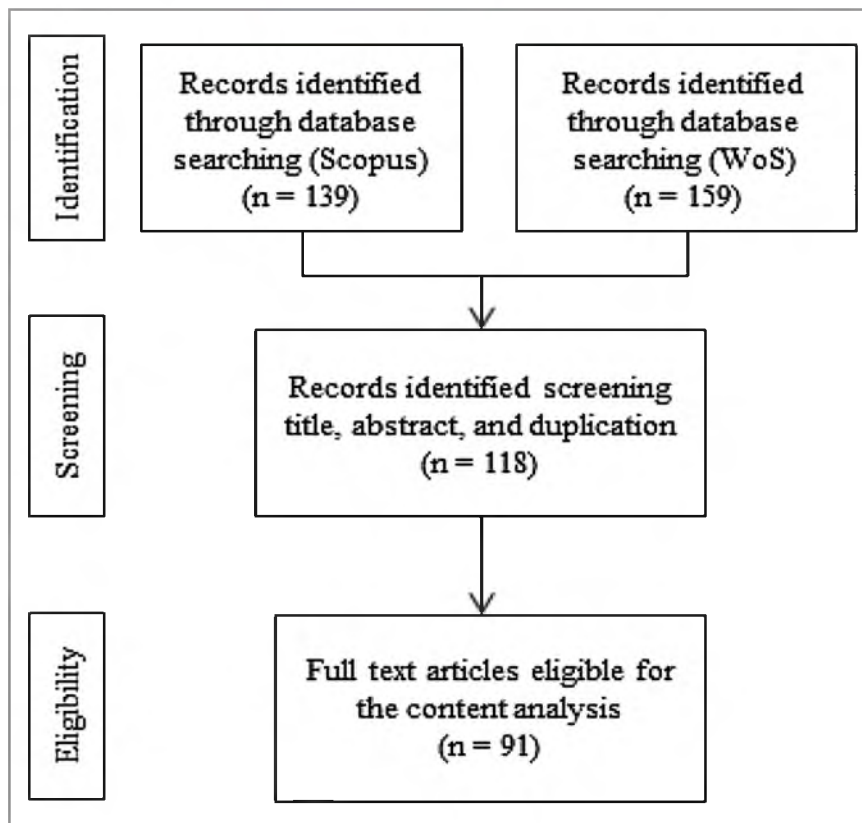 Identification
Records identified
through database
searching (Scopus)
(n = 139)
Records identified
through database
searching (WoS)
(n = 159)
Screening
Records identified screening
title, abstract, and duplication
(n = 118)
Eligibility
Full text articles eligible for
the content analysis
(n = 91)